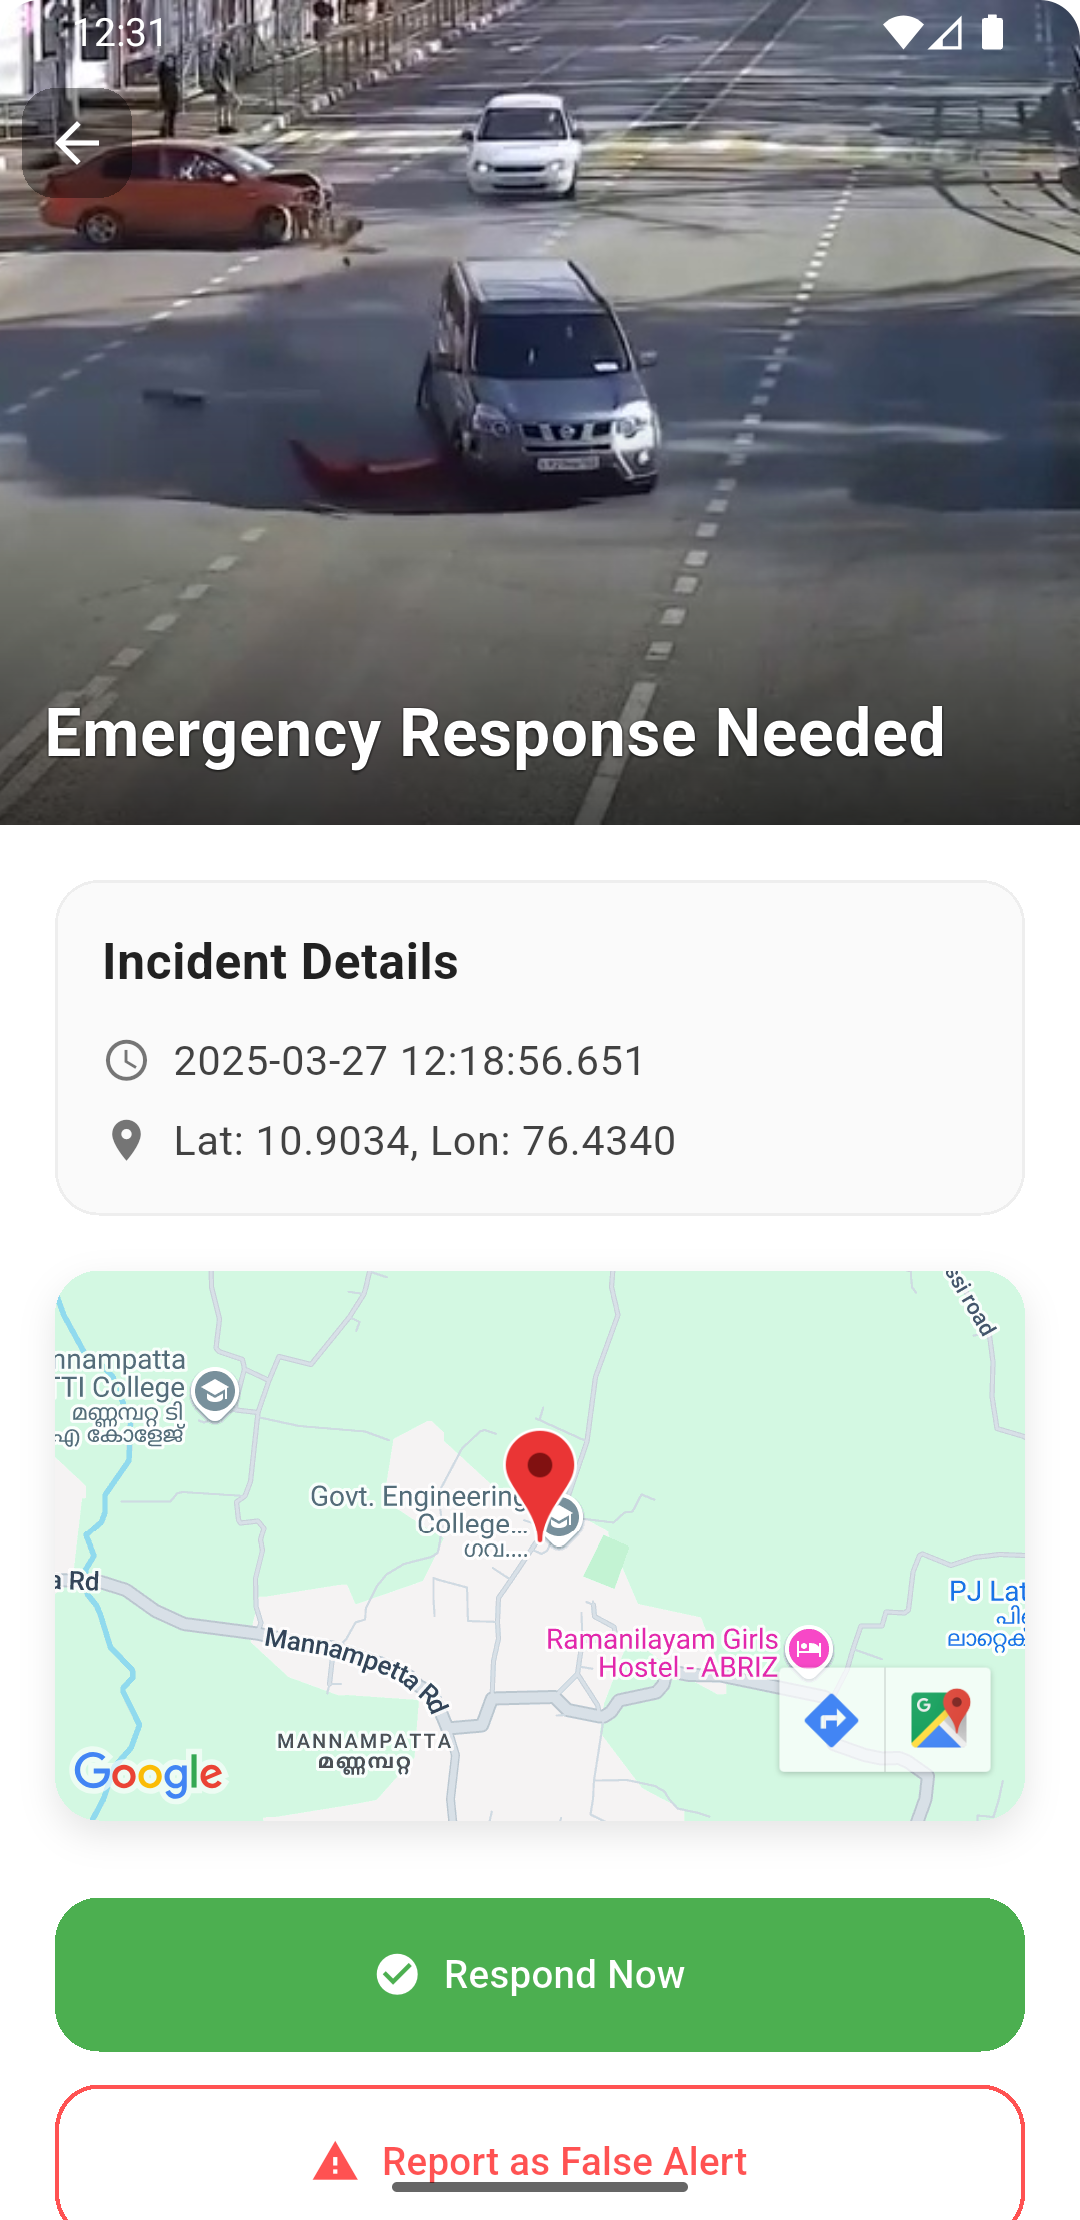 12:31
Emergency Response Needed
Incident Details
2025-03-27 12:18:56.651
Lat: 10.9034, Lon: 76.4340
ssi road
nnampatta
TTI College
മണ്ണമ്പറ്റ ടി
എ കോളേജ്
Govt. Engineering
College...
ഗവ....
a Rd
PJ Lat
പി
ലാറ്റെക്
Ramanilayam Girls
Hostel - ABRIZ
Mannampetta Rd
MANNAMPATTA
മണ്ണമ്പറ്റ
Google
G
Respond Now
Report as False Alert